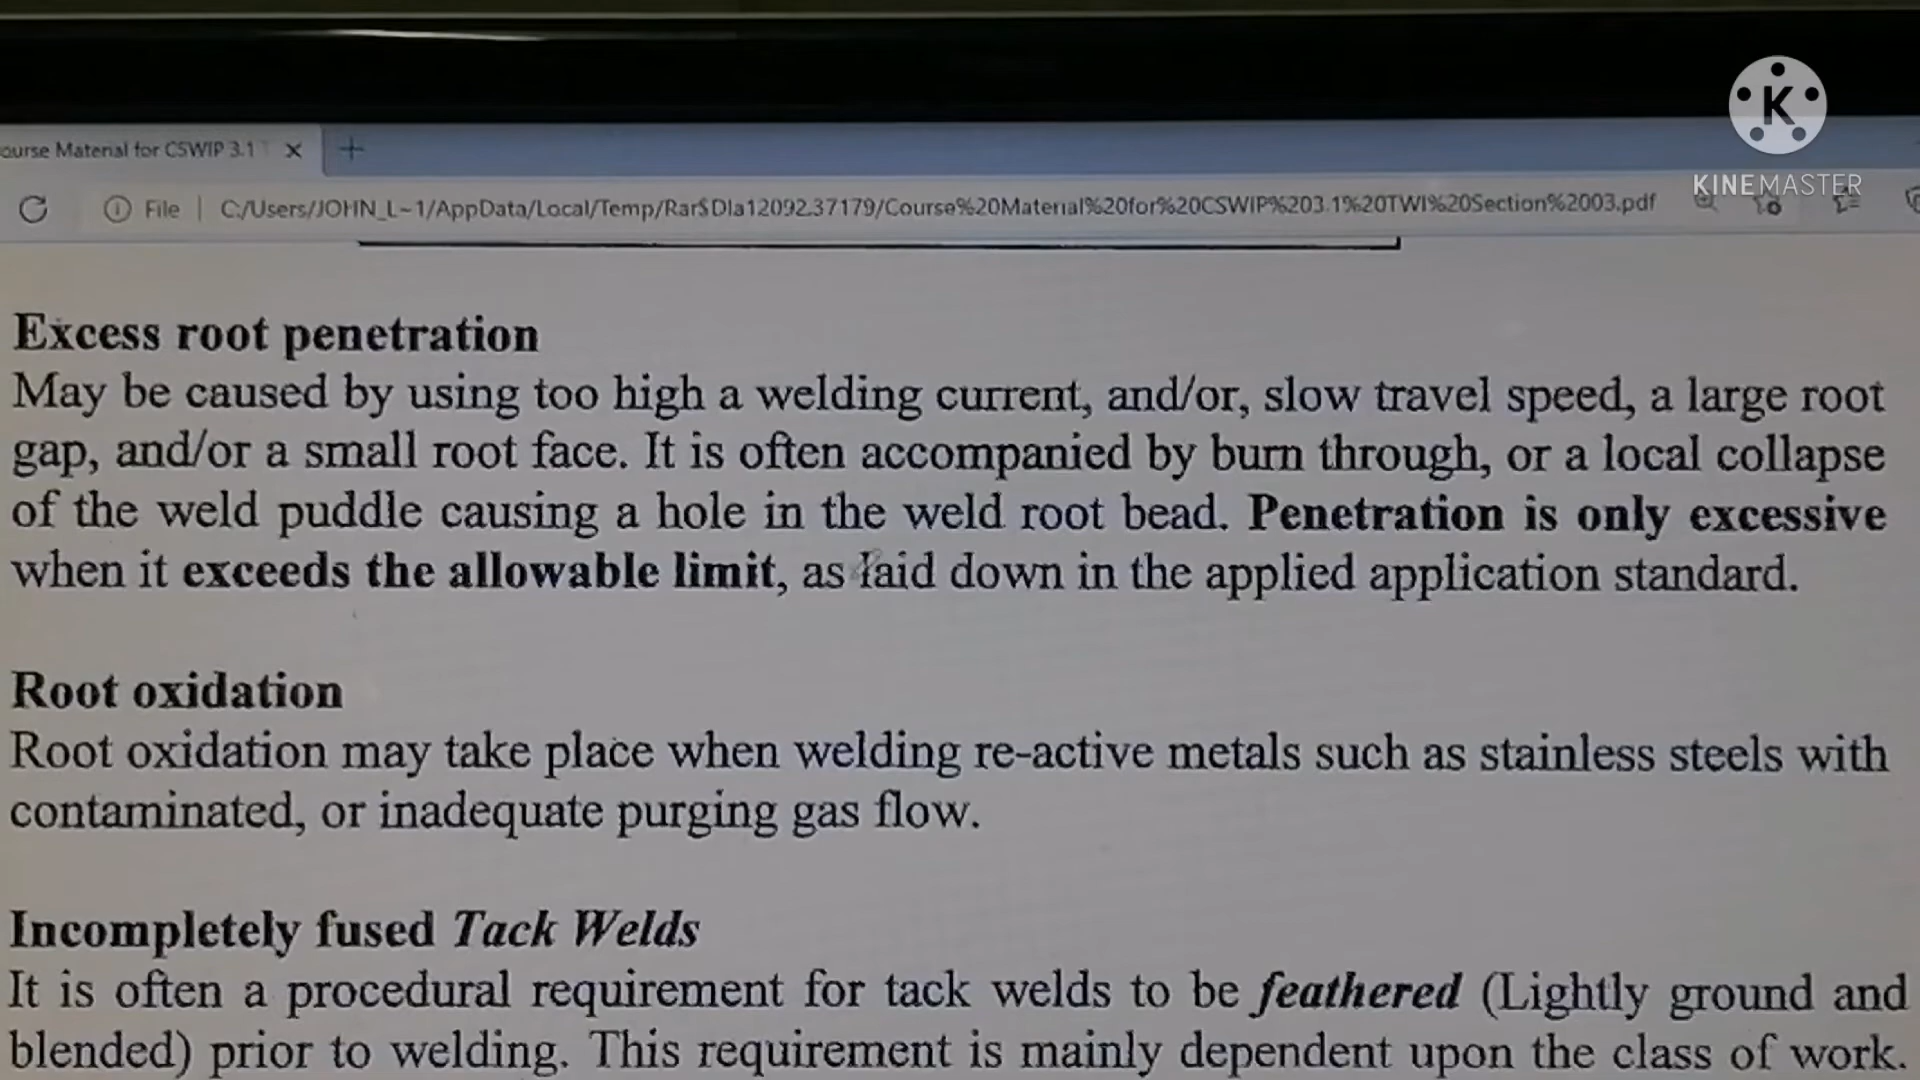 KINEMASTER
ourse Material for CSWIP 3.1
File C:/Users/JOHN_L~1/AppData/Local/Temp/Rar$DIa12092.37179/Course%20Material%20for%20CSWIP%203.1%20TWI%20Section%2003.pdf
Excess root penetration
May be caused by using too high a welding current, and/or, slow travel speed, a large root
gap, and/or a small root face. It is often accompanied by burn through, or a local collapse
of the weld puddle causing a hole in the weld root bead. Penetration is only excessive
when it exceeds the allowable limit, as laid down in the applied application standard.
Root oxidation
Root oxidation may take place when welding re-active metals such as stainless steels with
contaminated, or inadequate purging gas flow.
Incompletely fused Tack Welds
It is often a procedural requirement for tack welds to be feathered (Lightly ground and
blended) prior to welding. This requirement is mainly dependent upon the class of work.